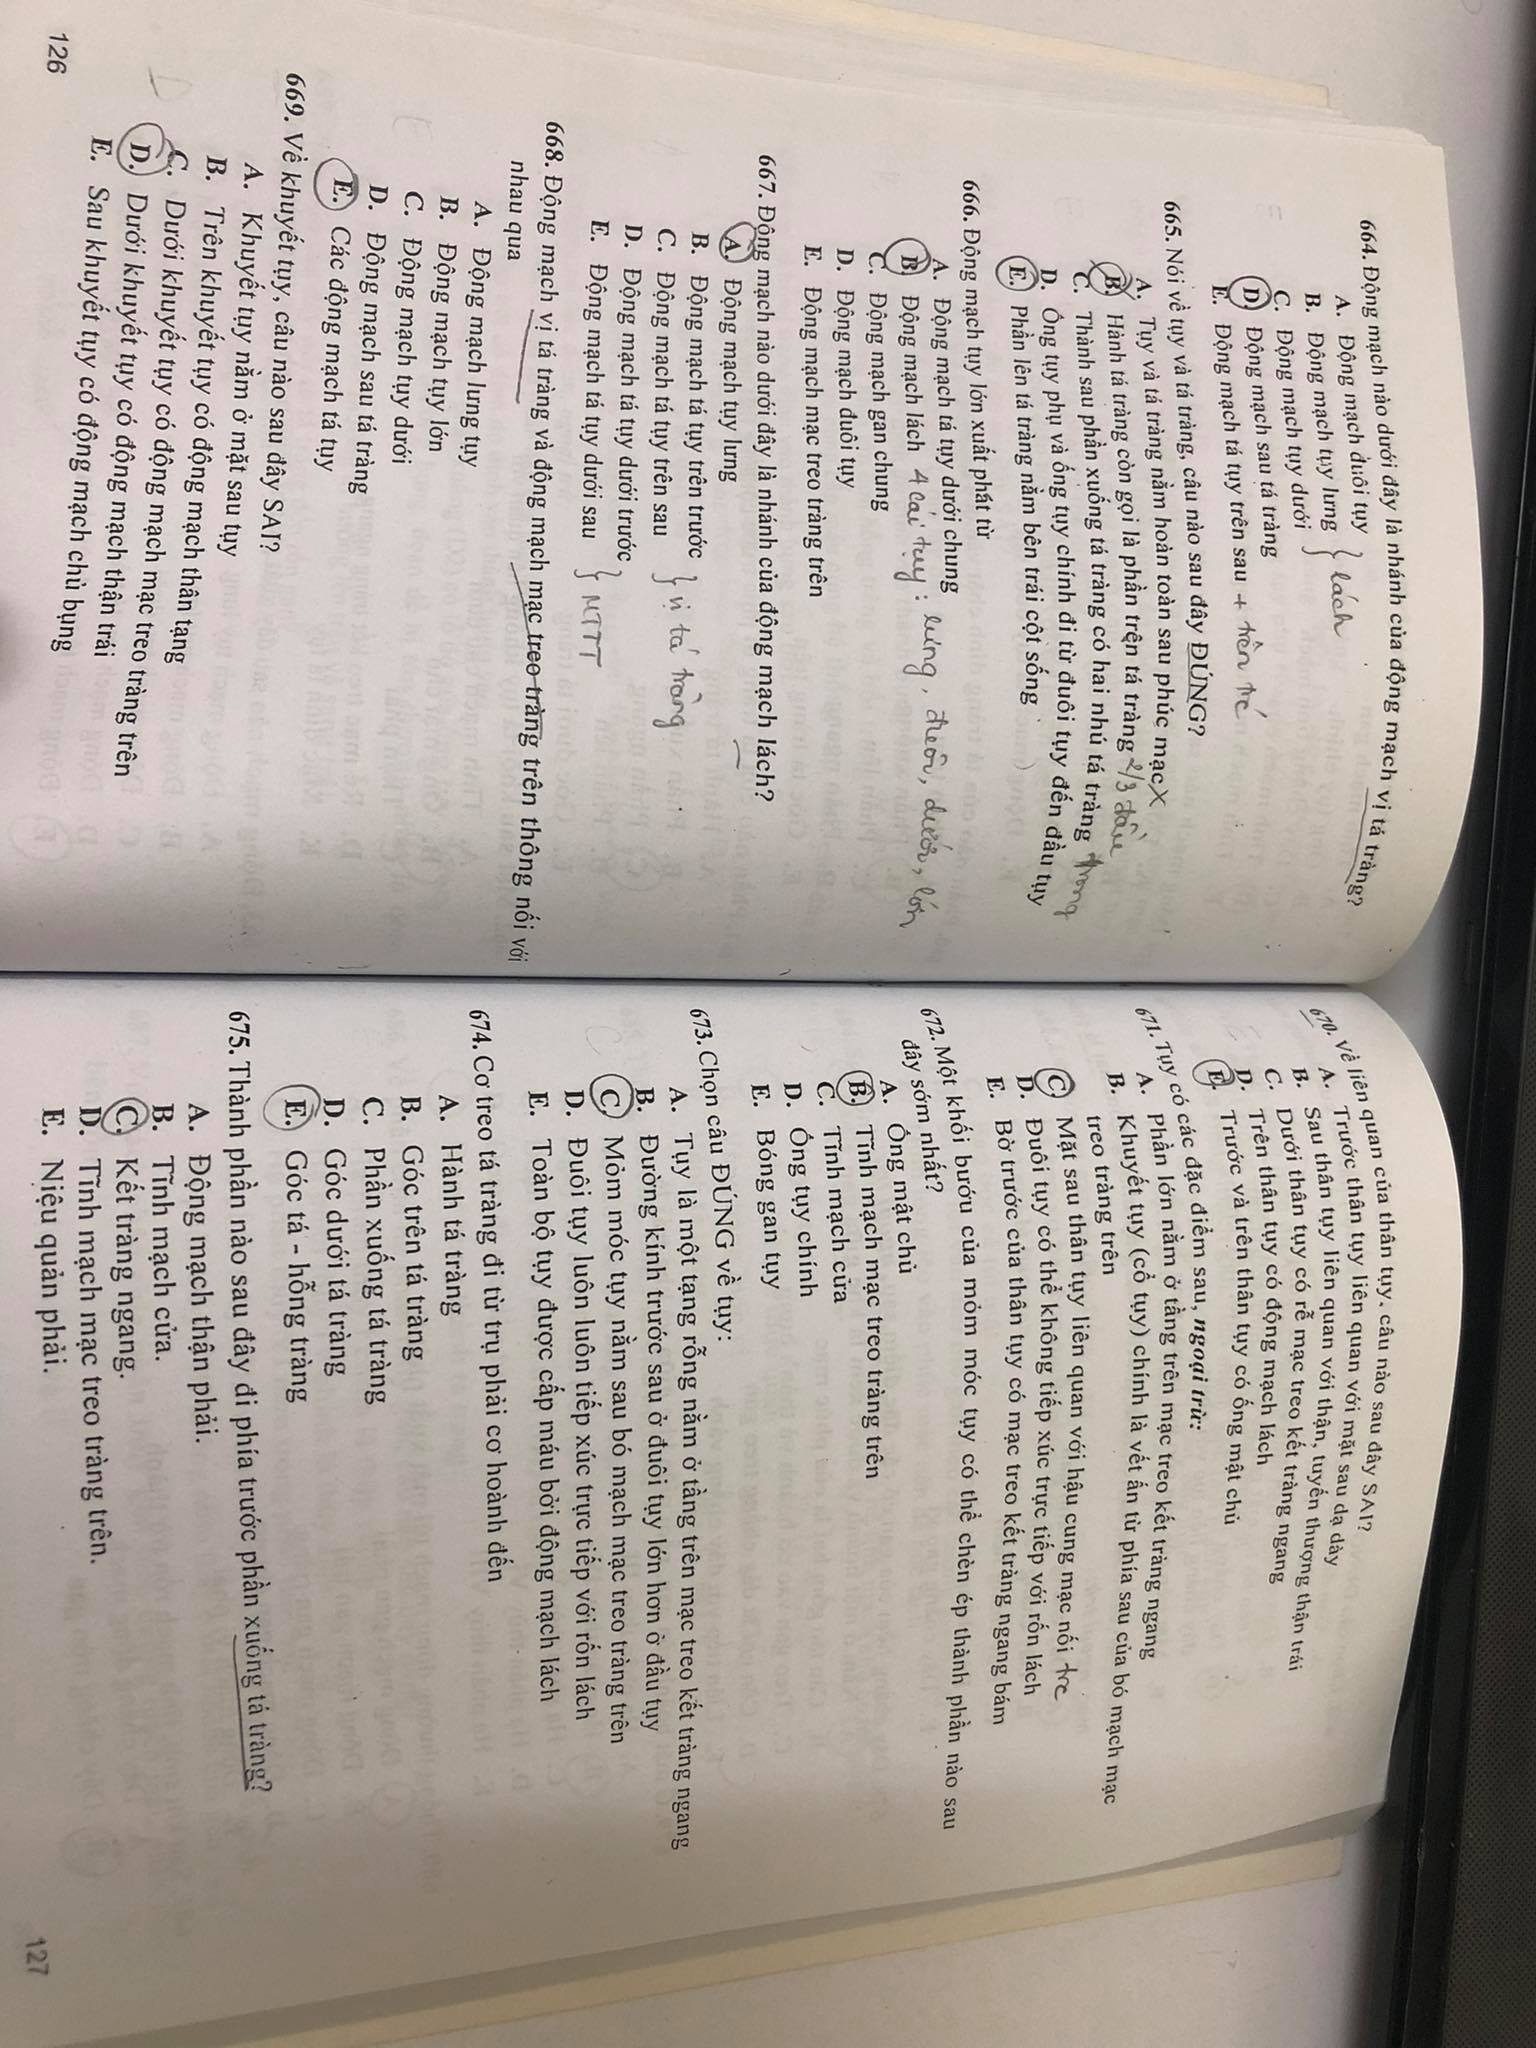 664. Động mạch nào dưới đây là nhánh của động mạch vị tá tràng?
A. Động mạch đuôi tụy
B. Động mạch tụy lưng } lách
C. Động mạch tụy dưới
D. Động mạch sau tá tràng
E. Động mạch tá tụy trên sau + trên trc
665. Nói về tụy và tá tràng, câu nào sau đây ĐÚNG?
A. Tụy và tá tràng nằm hoàn toàn sau phúc mạc X
B. Hành tá tràng còn gọi là phần trện tá tràng 2/3 đầu
C. Thành sau phần xuống tá tràng có hai nhú tá tràng trong
D. Ống tụy phụ và ống tụy chính đi từ đuôi tụy đến đầu tụy
E. Phần lên tá tràng nằm bên trái cột sống
666. Động mạch tụy lớn xuất phát từ
A. Động mạch tá tụy dưới chung
B. Động mạch lách 4 cái tụy: lưng, đuôi, dưới, lớn
C. Động mạch gan chung
D. Động mạch đuôi tụy
E. Động mạch mạc treo tràng trên
667. Động mạch nào dưới đây là nhánh của động mạch lách?
A. Động mạch tụy lưng
B. Động mạch tá tụy trên trước
C. Động mạch tá tụy trên sau } vị tá tràng
D. Động mạch tá tụy dưới trước
E. Động mạch tá tụy dưới sau } MTTT
668. Động mạch vị tá tràng và động mạch mạc treo tràng trên thông nối với
nhau qua
A. Động mạch lưng tụy
B. Động mạch tụy lớn
C. Động mạch tụy dưới
D. Động mạch sau tá tràng
E. Các động mạch tá tụy
669. Về khuyết tụy, câu nào sau đây SAI?
A. Khuyết tụy nằm ở mặt sau tụy
B. Trên khuyết tụy có động mạch thân tạng
C. Dưới khuyết tụy có động mạch mạc treo tràng trên
D. Dưới khuyết tụy có động mạch thận trái
E. Sau khuyết tụy có động mạch chủ bụng
126
670. Về liên quan của thân tụy, câu nào sau đây SAI?
A. Trước thân tụy liên quan với mặt sau dạ dày
B. Sau thân tụy liên quan với thận, tuyến thượng thận trái
C. Dưới thân tụy có rễ mạc treo kết tràng ngang
D. Trên thân tụy có động mạch lách
E. Trước và trên thân tụy có ống mật chủ
671. Tụy có các đặc điểm sau, ngoại trừ:
A. Phần lớn nằm ở tầng trên mạc treo kết tràng ngang
B. Khuyết tụy (cổ tụy) chính là vết ấn từ phía sau của bó mạch mạc
treo tràng trên
C. Mặt sau thân tụy liên quan với hậu cung mạc nối trc
D. Đuôi tụy có thể không tiếp xúc trực tiếp với rốn lách
E. Bờ trước của thân tụy có mạc treo kết tràng ngang bám
672. Một khối bướu của mỏm móc tụy có thể chèn ép thành phần nào sau
đây sớm nhất?
A. Ống mật chủ
B. Tĩnh mạch mạc treo tràng trên
C. Tĩnh mạch cửa
D. Ống tụy chính
E. Bóng gan tụy
673. Chọn câu ĐÚNG về tụy:
A. Tụy là một tạng rỗng nằm ở tầng trên mạc treo kết tràng ngang
B. Đường kính trước sau ở đuôi tụy lớn hơn ở đầu tụy
C. Mỏm móc tụy nằm sau bó mạch mạc treo tràng trên
D. Đuôi tụy luôn luôn tiếp xúc trực tiếp với rốn lách
E. Toàn bộ tụy được cấp máu bởi động mạch lách
674. Cơ treo tá tràng đi từ trụ phải cơ hoành đến
A. Hành tá tràng
B. Góc trên tá tràng
C. Phần xuống tá tràng
D. Góc dưới tá tràng
E. Góc tá - hỗng tràng
675. Thành phần nào sau đây đi phía trước phần xuống tá tràng?
A. Động mạch thận phải.
B. Tĩnh mạch cửa.
C. Kết tràng ngang.
D. Tĩnh mạch mạc treo tràng trên.
E. Niệu quản phải.
127